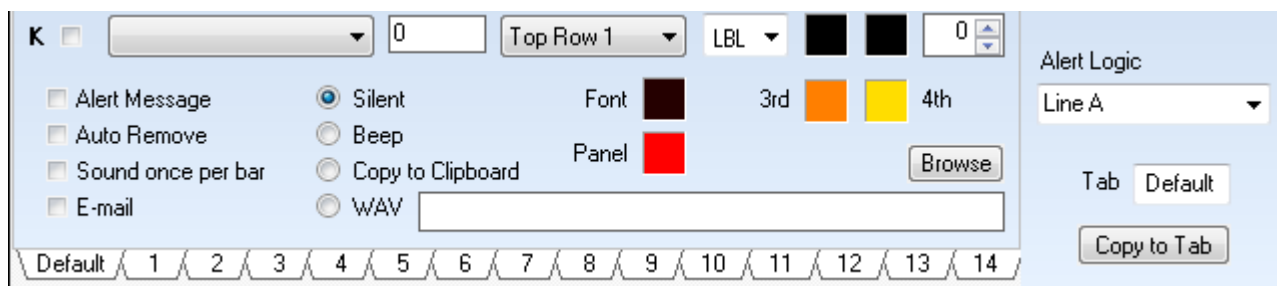 K 0 Top Row 1 LBL 0
Alert Logic
Line A
Alert Message Silent Font 3rd 4th
Auto Remove Beep
Panel
Sound once per bar Copy to Clipboard Browse
Tab Default
E-mail WAV
Copy to Tab
Default 1 2 3 4 5 6 7 8 9 10 11 12 13 14